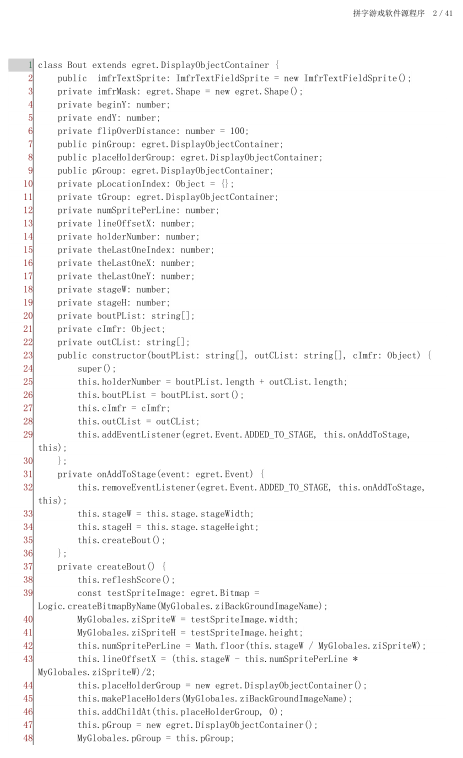 拼字游戏软件源程序 2 / 41
1 class Bout extends egret.DisplayObjectContainer {
2 public imfrTextSprite: ImfrTextFieldSprite = new ImfrTextFieldSprite();
3 private imfrMask: egret.Shape = new egret.Shape();
4 private beginY: number;
5 private endY: number;
6 private flipOverDistance: number = 100;
7 public pinGroup: egret.DisplayObjectContainer;
8 public placeHolderGroup: egret.DisplayObjectContainer;
9 public pGroup: egret.DisplayObjectContainer;
10 private pLocationIndex: Object = {};
11 private tGroup: egret.DisplayObjectContainer;
12 private numSpritePerLine: number;
13 private lineOffsetX: number;
14 private holderNumber: number;
15 private theLastOneIndex: number;
16 private theLastOneX: number;
17 private theLastOneY: number;
18 private stageW: number;
19 private stageH: number;
20 private boutPList: string[];
21 private cImfr: Object;
22 private outCList: string[];
23 public constructor(boutPList: string[], outCList: string[], cImfr: Object) {
24 super();
25 this.holderNumber = boutPList.length + outCList.length;
26 this.boutPList = boutPList.sort();
27 this.cImfr = cImfr;
28 this.outCList = outCList;
29 this.addEventListener(egret.Event.ADDED_TO_STAGE, this.onAddToStage,
this);
30 };
31 private onAddToStage(event: egret.Event) {
32 this.removeEventListener(egret.Event.ADDED_TO_STAGE, this.onAddToStage,
this);
33 this.stageW = this.stage.stageWidth;
34 this.stageH = this.stage.stageHeight;
35 this.createBout();
36 };
37 private createBout() {
38 this.refleshScore();
39 const testSpriteImage: egret.Bitmap =
Logic.createBitmapByName(MyGlobales.ziBackGroundImageName);
40 MyGlobales.ziSpriteW = testSpriteImage.width;
41 MyGlobales.ziSpriteH = testSpriteImage.height;
42 this.numSpritePerLine = Math.floor(this.stageW / MyGlobales.ziSpriteW);
43 this.lineOffsetX = (this.stageW - this.numSpritePerLine *
MyGlobales.ziSpriteW)/2;
44 this.placeHolderGroup = new egret.DisplayObjectContainer();
45 this.makePlaceHolders(MyGlobales.ziBackGroundImageName);
46 this.addChildAt(this.placeHolderGroup, 0);
47 this.pGroup = new egret.DisplayObjectContainer();
48 MyGlobales.pGroup = this.pGroup;